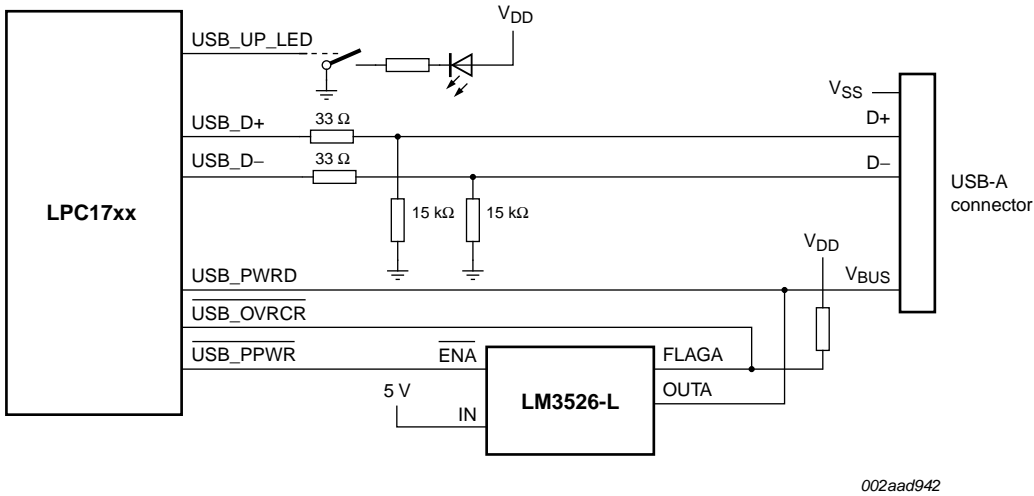 V_DD
USB_UP_LED
V_SS
USB_D+
33 Ω
D+
USB_D−
33 Ω
D−
LPC17xx
USB-A
connector
15 kΩ
15 kΩ
V_DD
USB_PWRD
V_BUS
USB_OVRCR
USB_PPWR
ENA
FLAGA
5 V
LM3526-L
OUTA
IN
002aad942